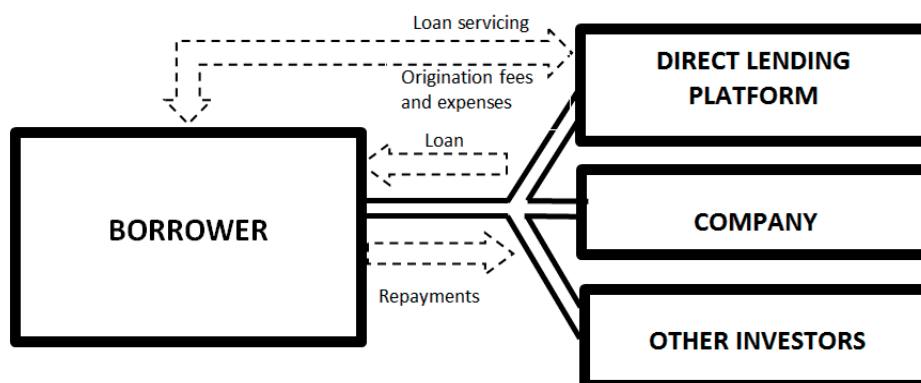 Loan servicing
DIRECT LENDING
PLATFORM
Origination fees
and expenses
Loan
BORROWER
COMPANY
Repayments
OTHER INVESTORS